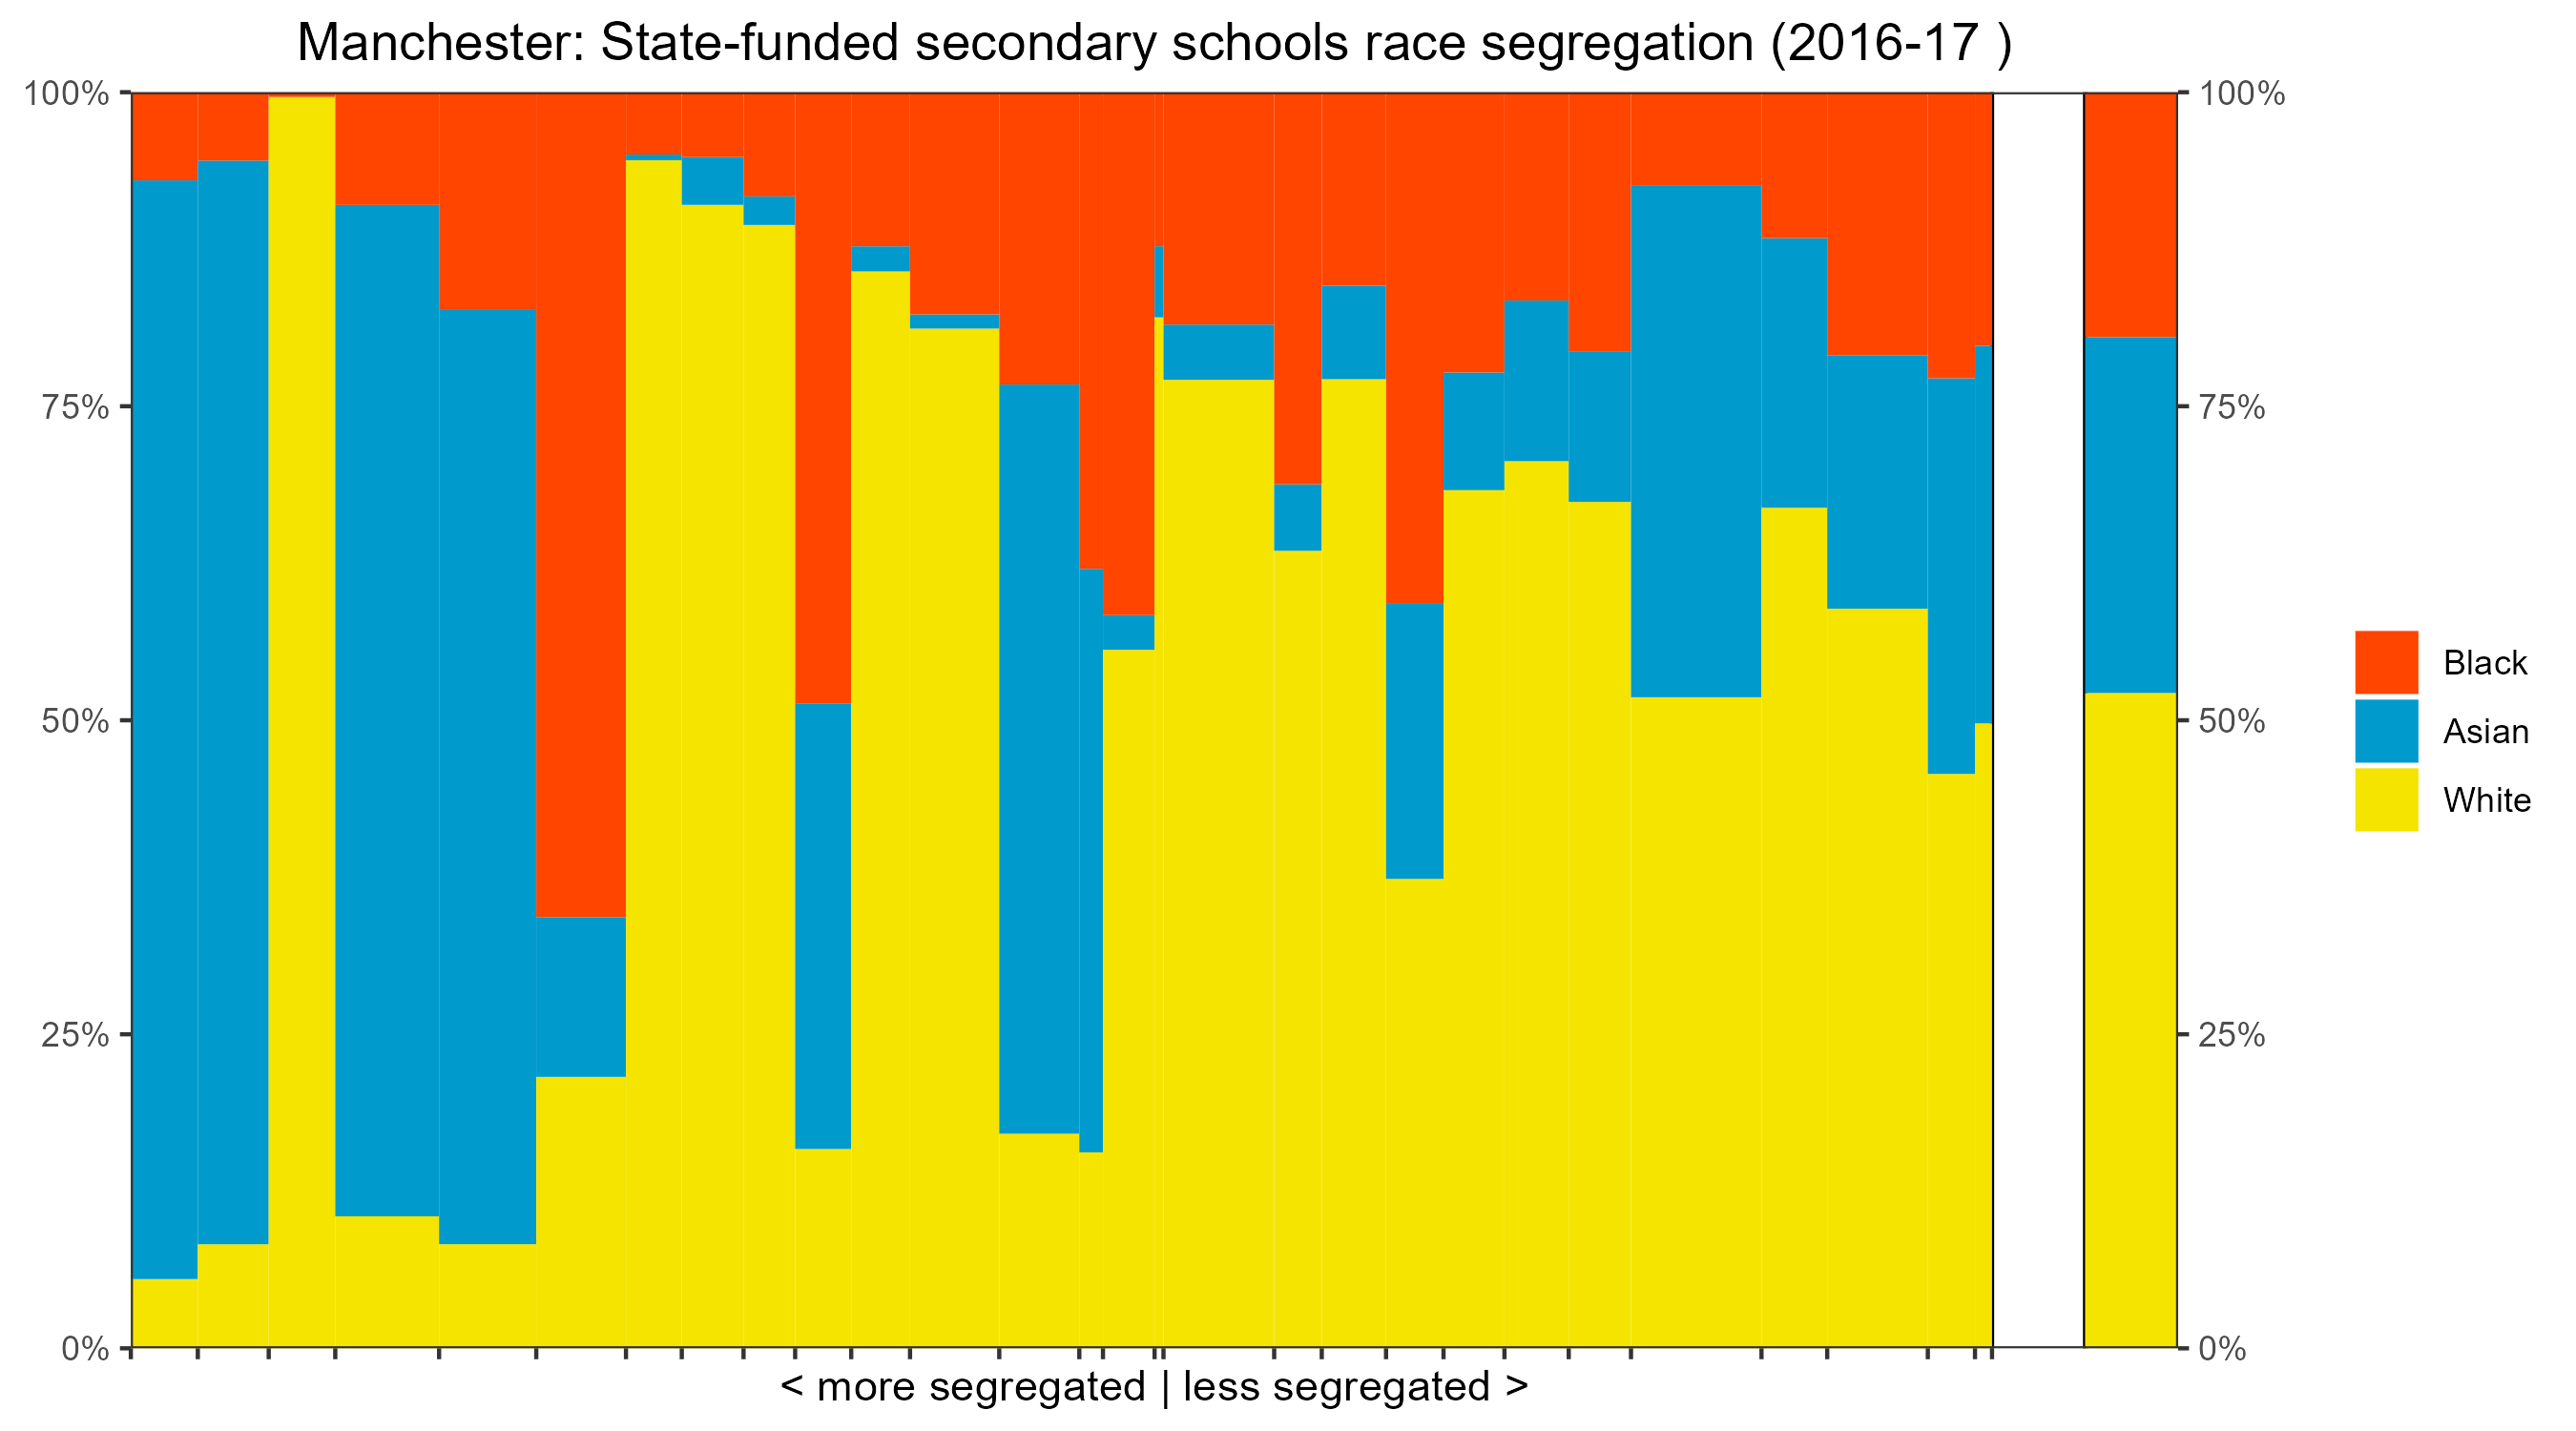 Manchester: State-funded secondary schools race segregation (2016-17 )
100%
75%
50%
25%
0%
100%
75%
50%
25%
0%
Black
Asian
White
< more segregated | less segregated >